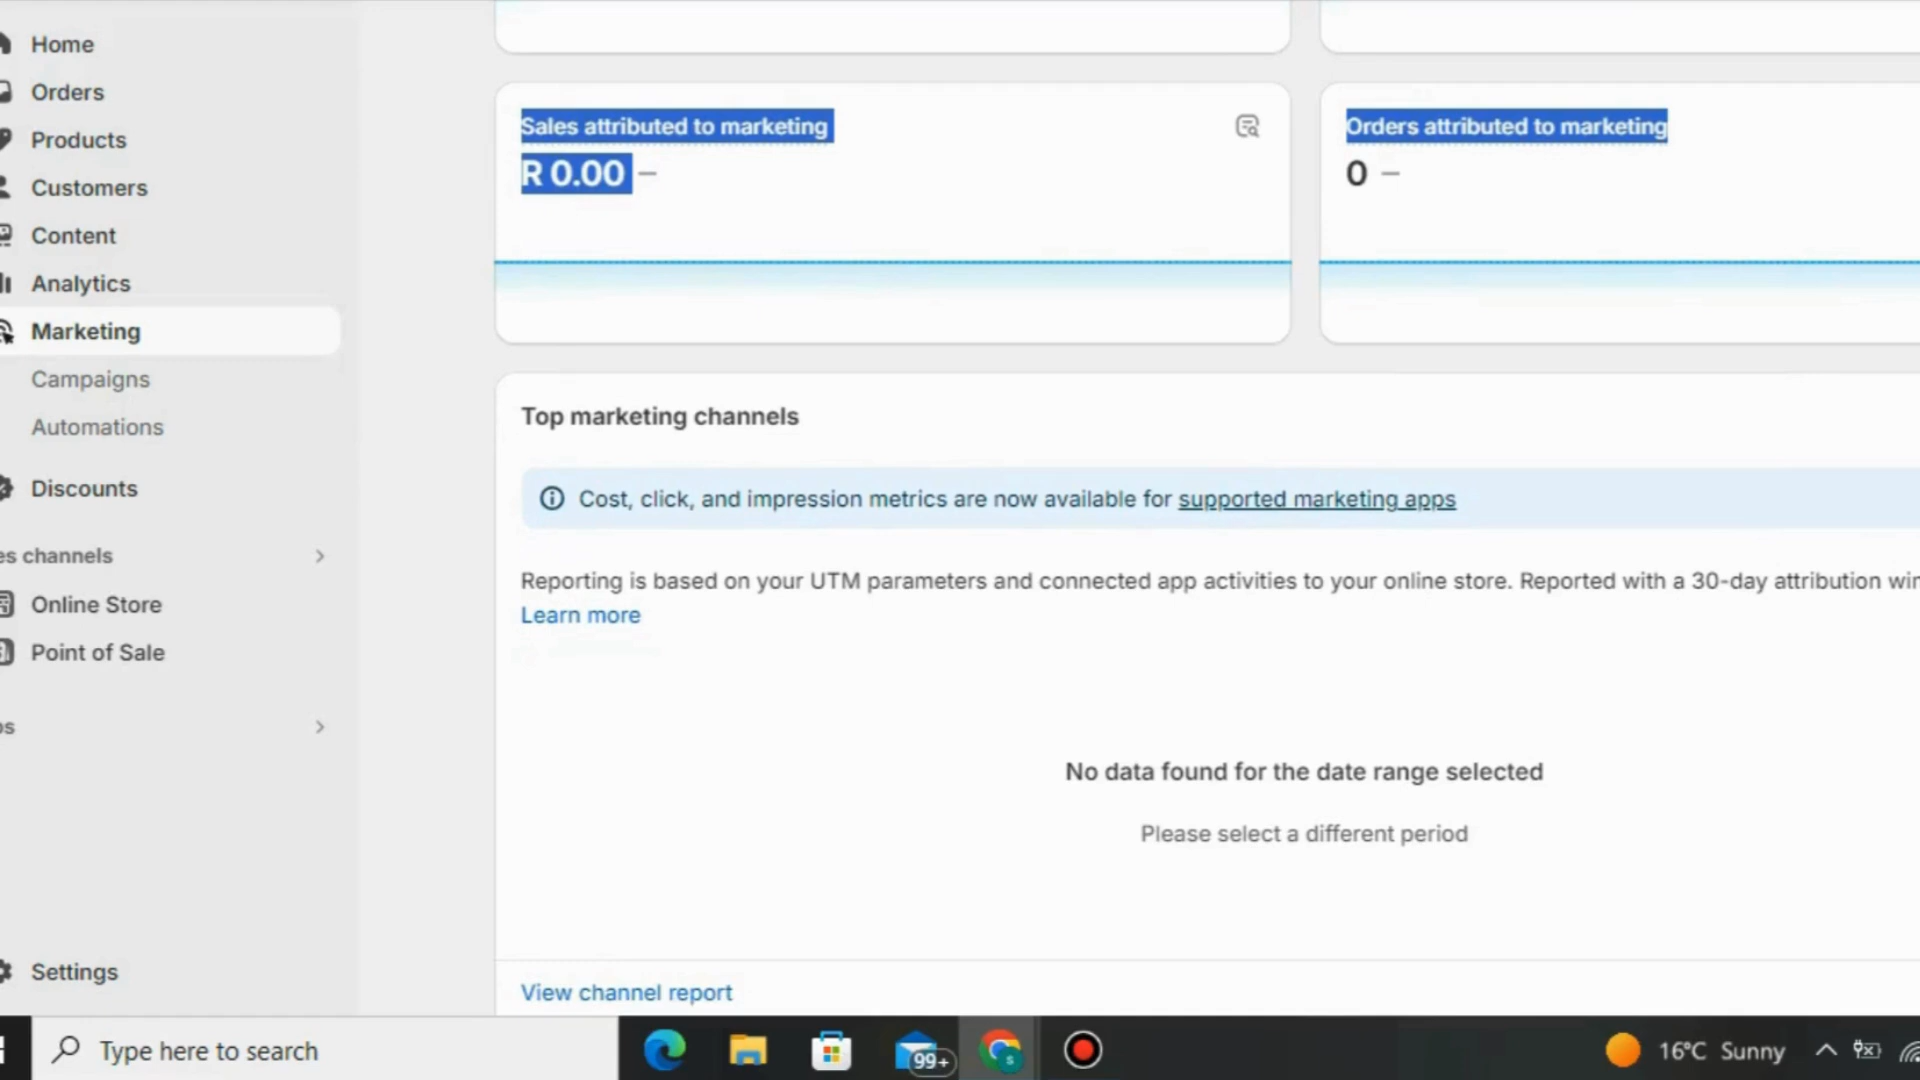 Home
Orders
Products
Customers
Content
Analytics
Marketing
Campaigns
Automations
Discounts
es channels
Online Store
Point of Sale
ps
Settings
Sales attributed to marketing
R 0.00 –
Orders attributed to marketing
0 –
Top marketing channels
Cost, click, and impression metrics are now available for supported marketing apps
Reporting is based on your UTM parameters and connected app activities to your online store. Reported with a 30-day attribution win
Learn more
No data found for the date range selected
Please select a different period
View channel report
Type here to search
99+
s
16°C Sunny